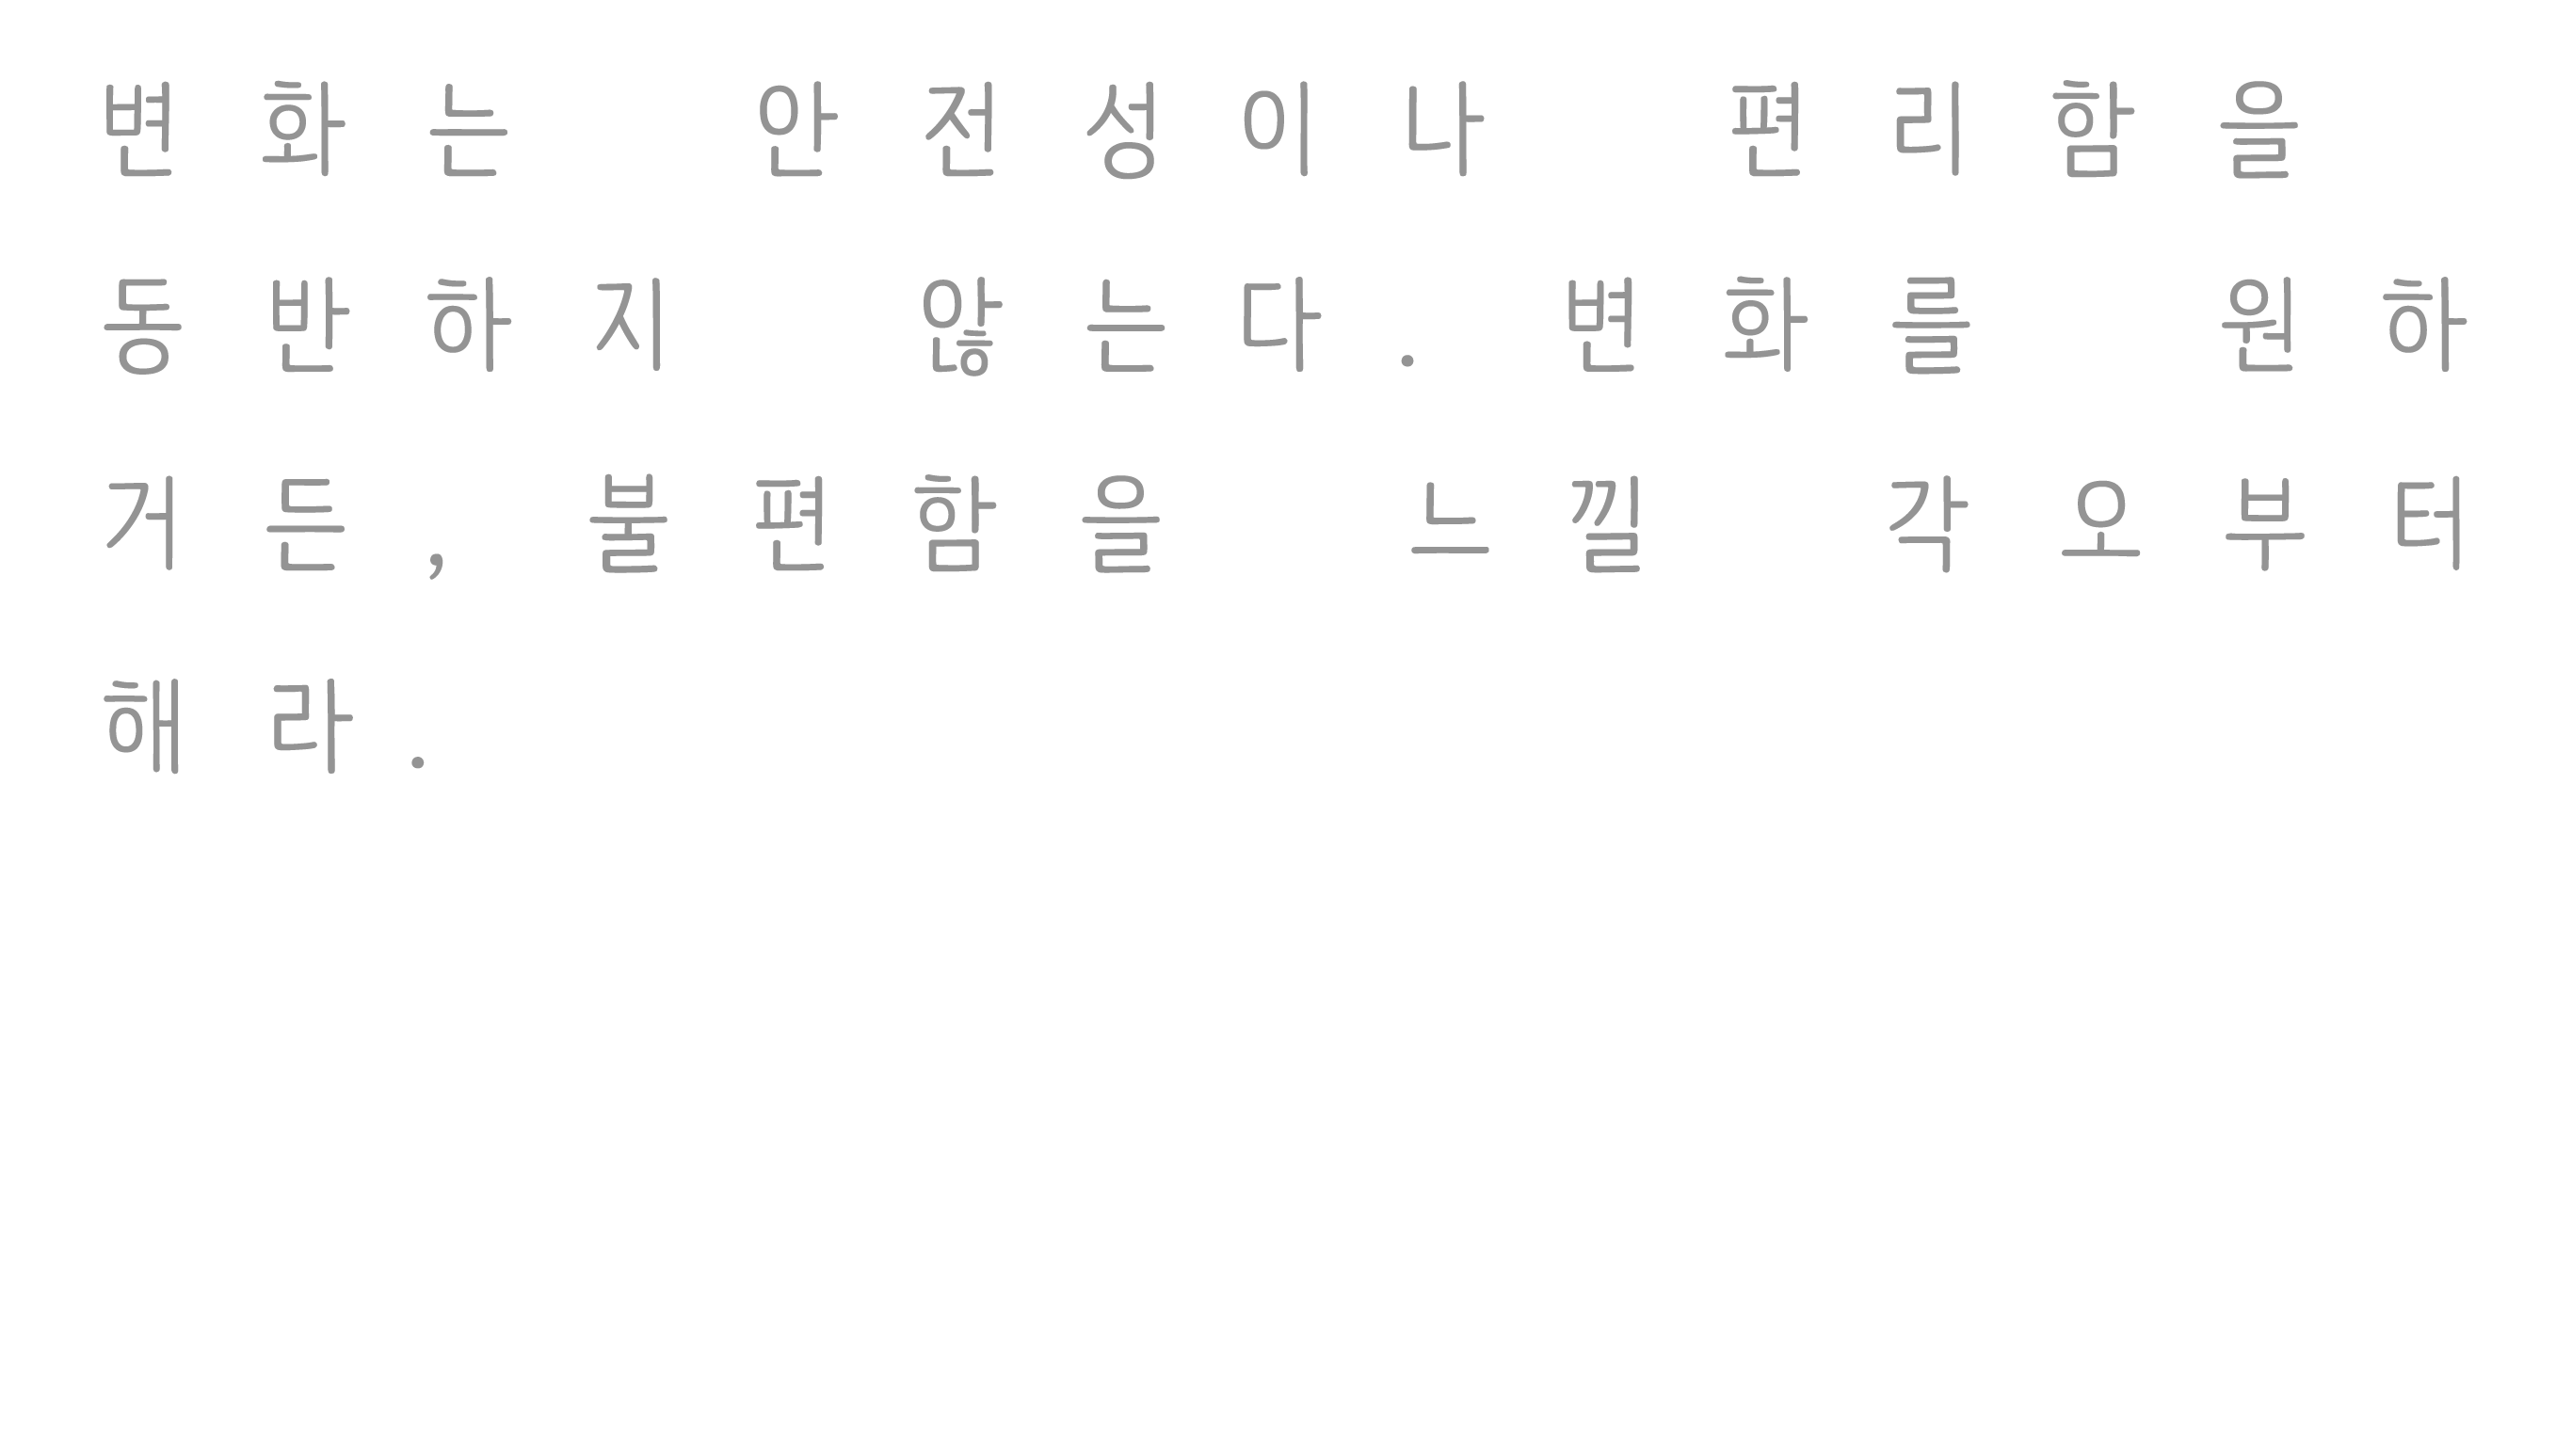 변화는 안전성이나 편리함을
동반하지 않는다. 변화를 원하
거든, 불편함을 느낄 각오부터
해라.